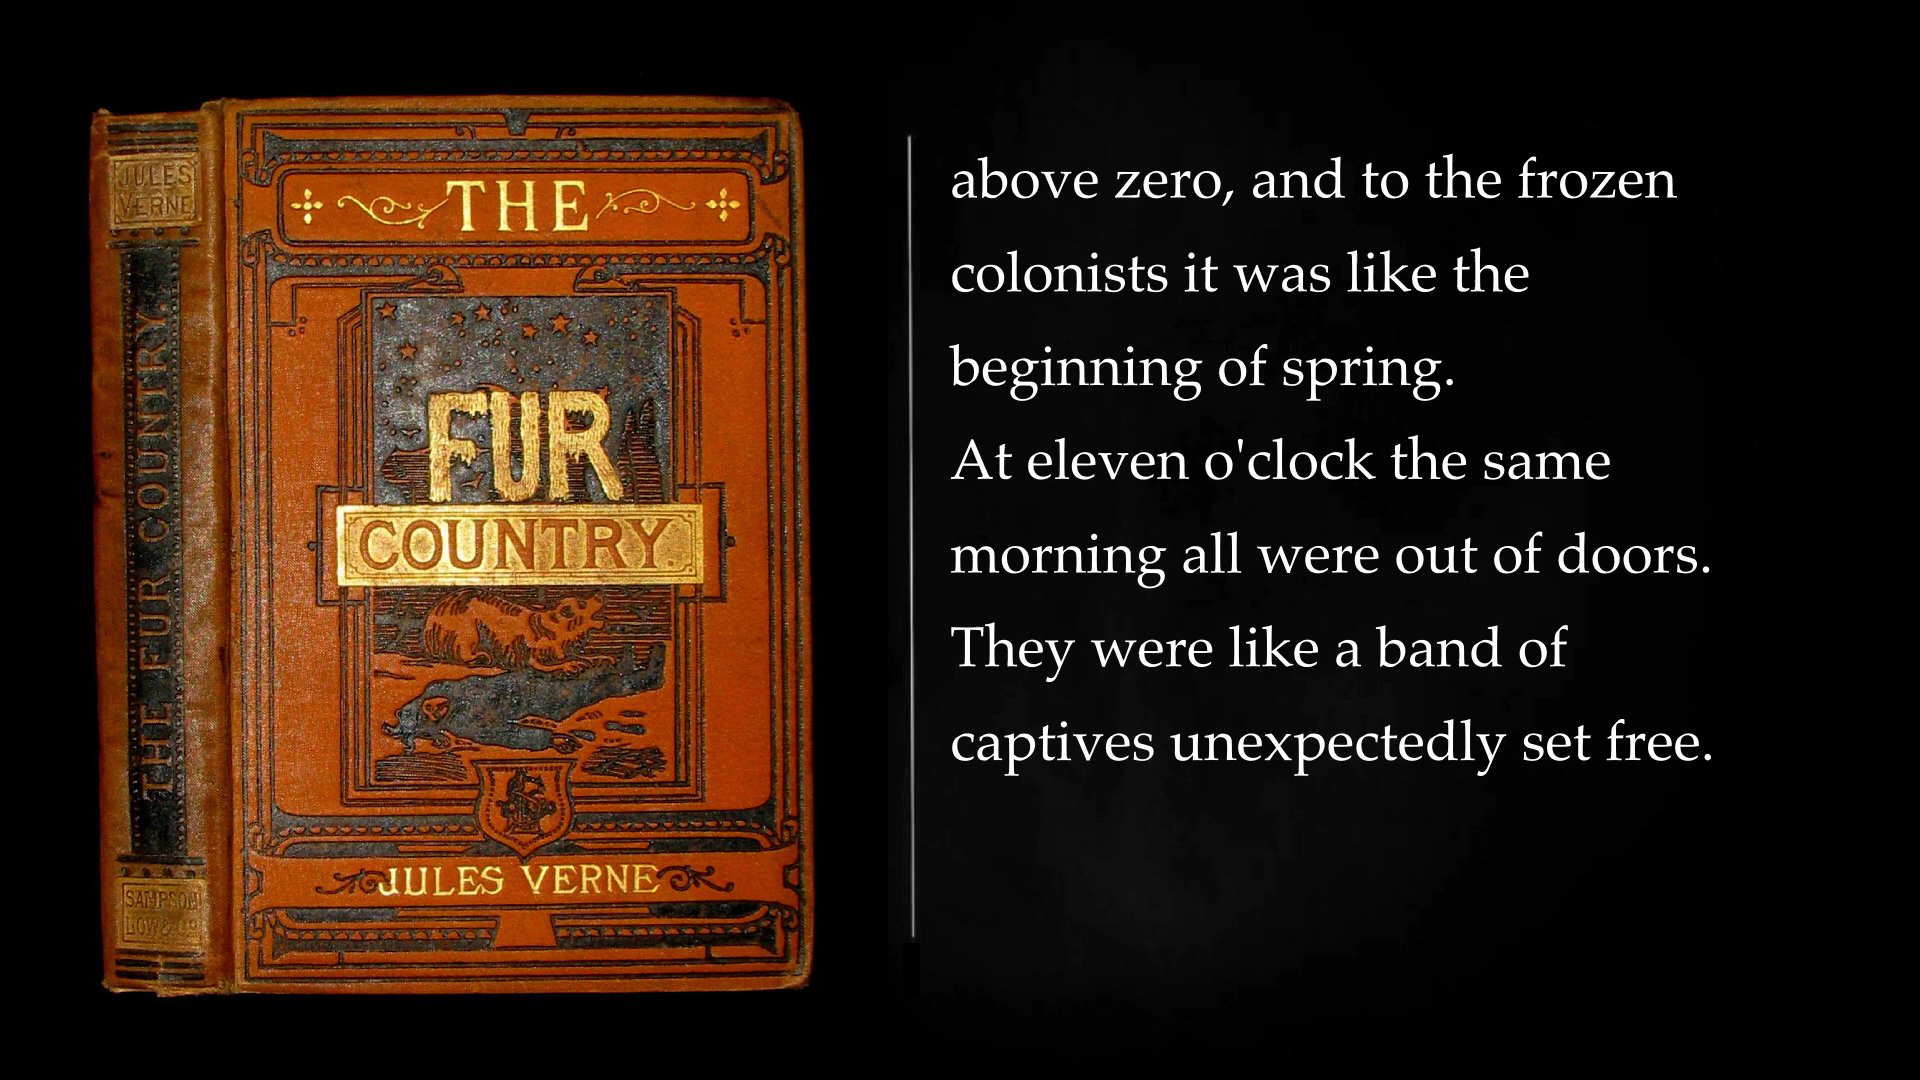 JULES
VERNE
THE FUR COUNTRY.
SAMPSON
LOW & Co
THE
FUR
COUNTRY.
JULES VERNE
above zero, and to the frozen
colonists it was like the
beginning of spring.
At eleven o'clock the same
morning all were out of doors.
They were like a band of
captives unexpectedly set free.